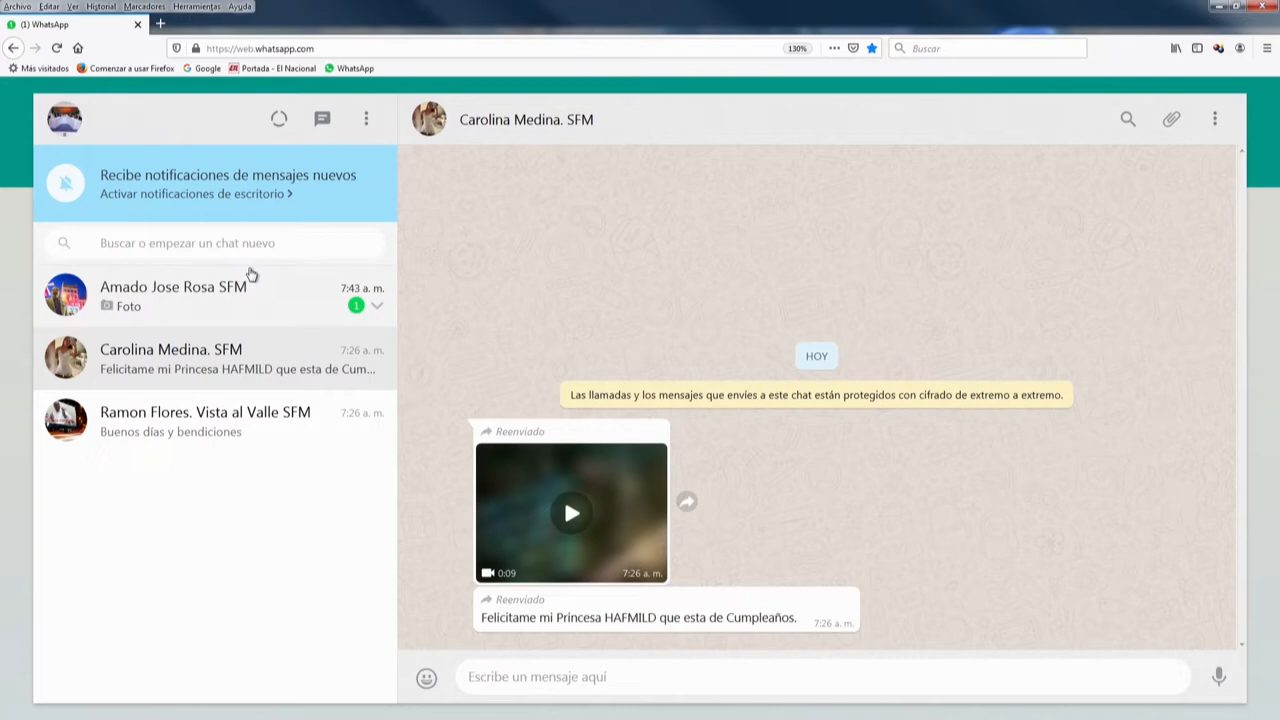 Archivo Editar Ver Historial Marcadores Herramientas Ayuda
(1) WhatsApp
https://web.whatsapp.com
130%
Buscar
Más visitados Comenzar a usar Firefox Google Portada - El Nacional WhatsApp
Recibe notificaciones de mensajes nuevos
Activar notificaciones de escritorio
Buscar o empezar un chat nuevo
Amado Jose Rosa SFM 7:43 a. m.
Foto 1
Carolina Medina. SFM 7:26 a. m.
Felicitame mi Princesa HAFMILD que esta de Cum...
Ramon Flores. Vista al Valle SFM 7:26 a. m.
Buenos días y bendiciones
Carolina Medina. SFM
HOY
Las llamadas y los mensajes que envíes a este chat están protegidos con cifrado de extremo a extremo.
Reenviado
0:09 7:26 a. m.
Reenviado
Felicitame mi Princesa HAFMILD que esta de Cumpleaños. 7:26 a. m.
Escribe un mensaje aquí